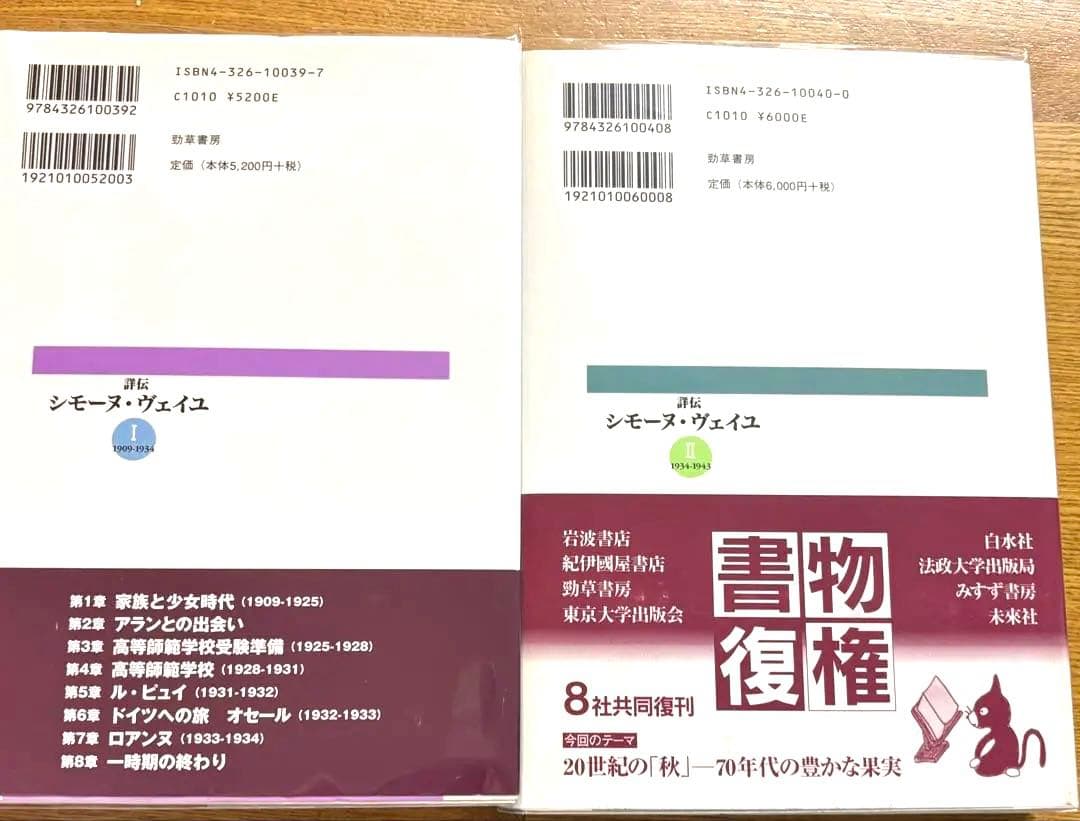 ISBN4-326-10039-7
9784326100392
C1010 ¥5200E
1921010052003
勁草書房
定価（本体5,200円＋税）
詳伝
シモーヌ・ヴェイユ
I
1909-1934
第1章 家族と少女時代（1909-1925）
第2章 アランとの出会い
第3章 高等師範学校受験準備（1925-1928）
第4章 高等師範学校（1928-1931）
第5章 ル・ピュイ（1931-1932）
第6章 ドイツへの旅 オセール（1932-1933）
第7章 ロアンヌ（1933-1934）
第8章 一時期の終わり
ISBN4-326-10040-0
9784326100408
C1010 ¥6000E
1921010060008
勁草書房
定価（本体6,000円＋税）
詳伝
シモーヌ・ヴェイユ
II
1934-1943
岩波書店
紀伊國屋書店
勁草書房
東京大学出版会
書物
復権
白水社
法政大学出版局
みすず書房
未來社
8社共同復刊
今回のテーマ
20世紀の「秋」―70年代の豊かな果実